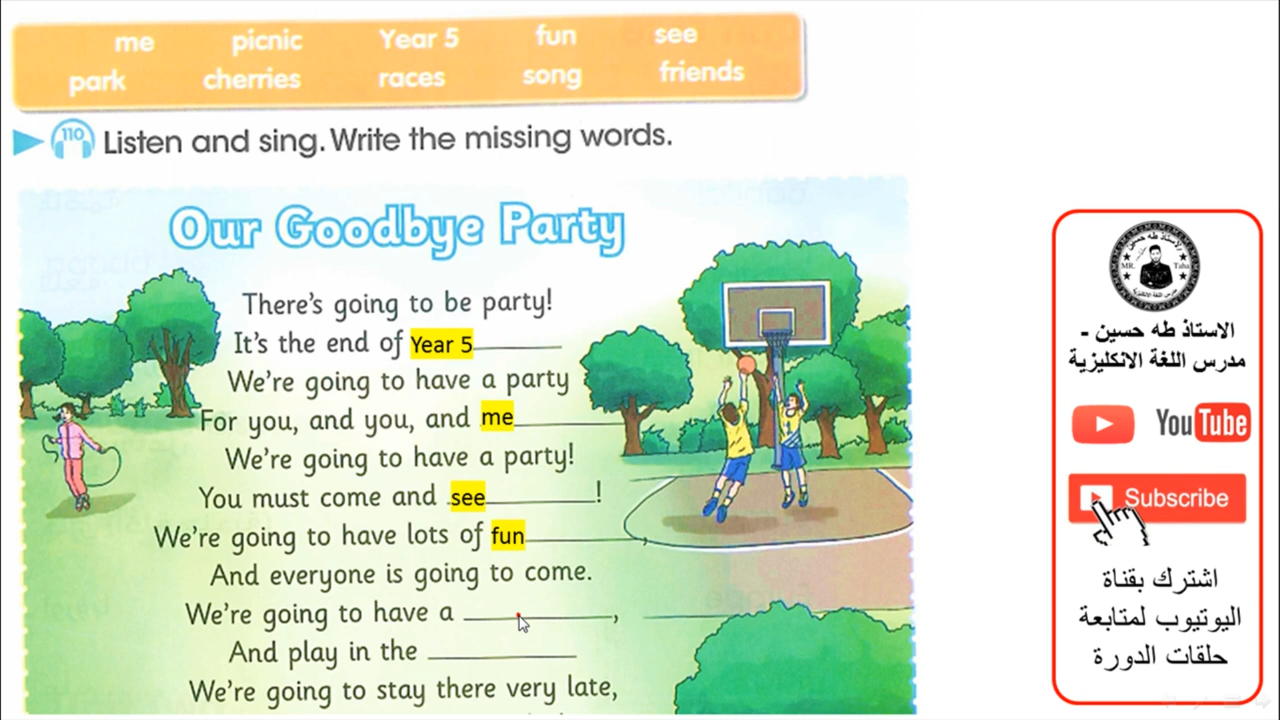 me picnic Year 5 fun see
park cherries races song friends
110 Listen and sing. Write the missing words.
Our Goodbye Party
There's going to be party!
It's the end of Year 5
We're going to have a party
For you, and you, and me
We're going to have a party!
You must come and see !
We're going to have lots of fun ,
And everyone is going to come.
We're going to have a ,
And play in the
We're going to stay there very late,
الاستاذ طه حسين
MR. Taha
الاستاذ طه حسين -
مدرس اللغة الانكليزية
YouTube
Subscribe
اشترك بقناة
اليوتيوب لمتابعة
حلقات الدورة